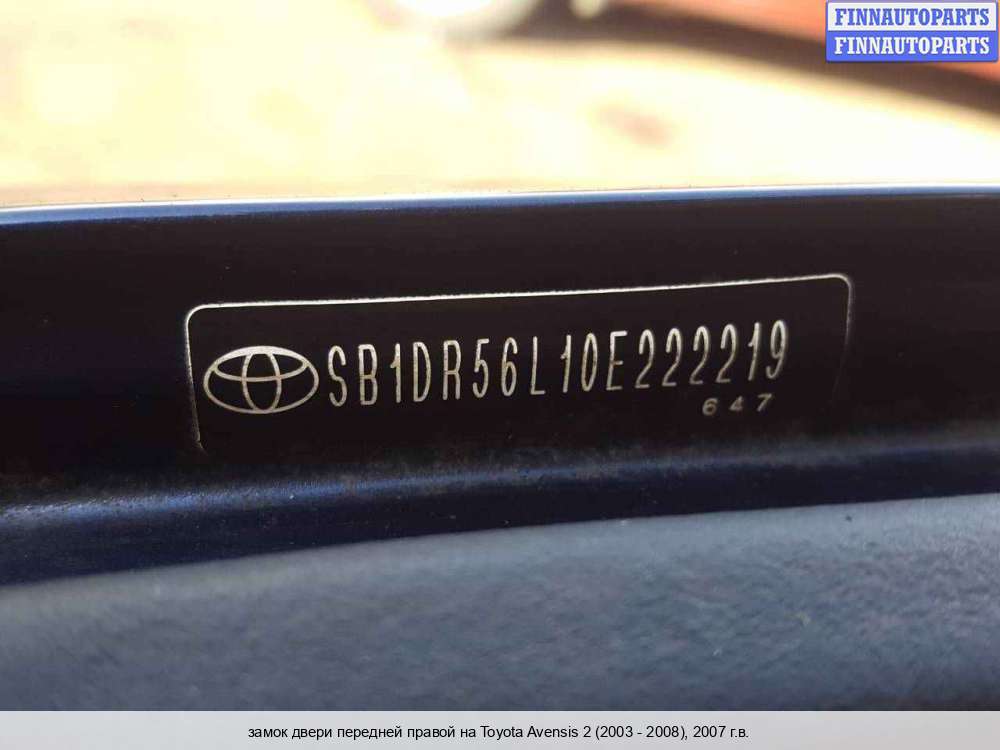 FINNAUTOPARTS
FINNAUTOPARTS
SB1DR56L10E222219
647
замок двери передней правой на Toyota Avensis 2 (2003 - 2008), 2007 г.в.